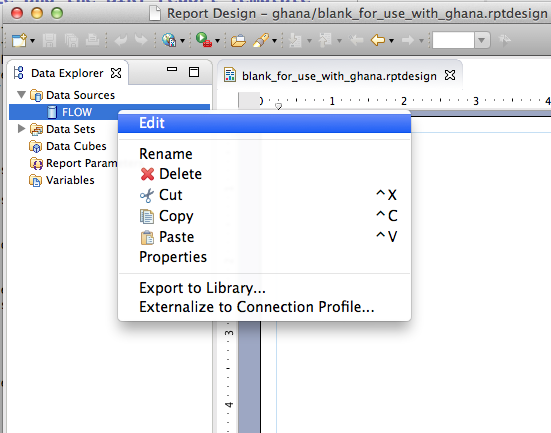 Report Design – ghana/blank_for_use_with_ghana.rptdesign
Data Explorer
blank_for_use_with_ghana.rptdesign
Data Sources
FLOW
Data Sets
Data Cubes
Report Param
Variables
0 1 2 3 4
Edit
Rename
Delete
Cut ^X
Copy ^C
Paste ^V
Properties
Export to Library...
Externalize to Connection Profile...
3
4